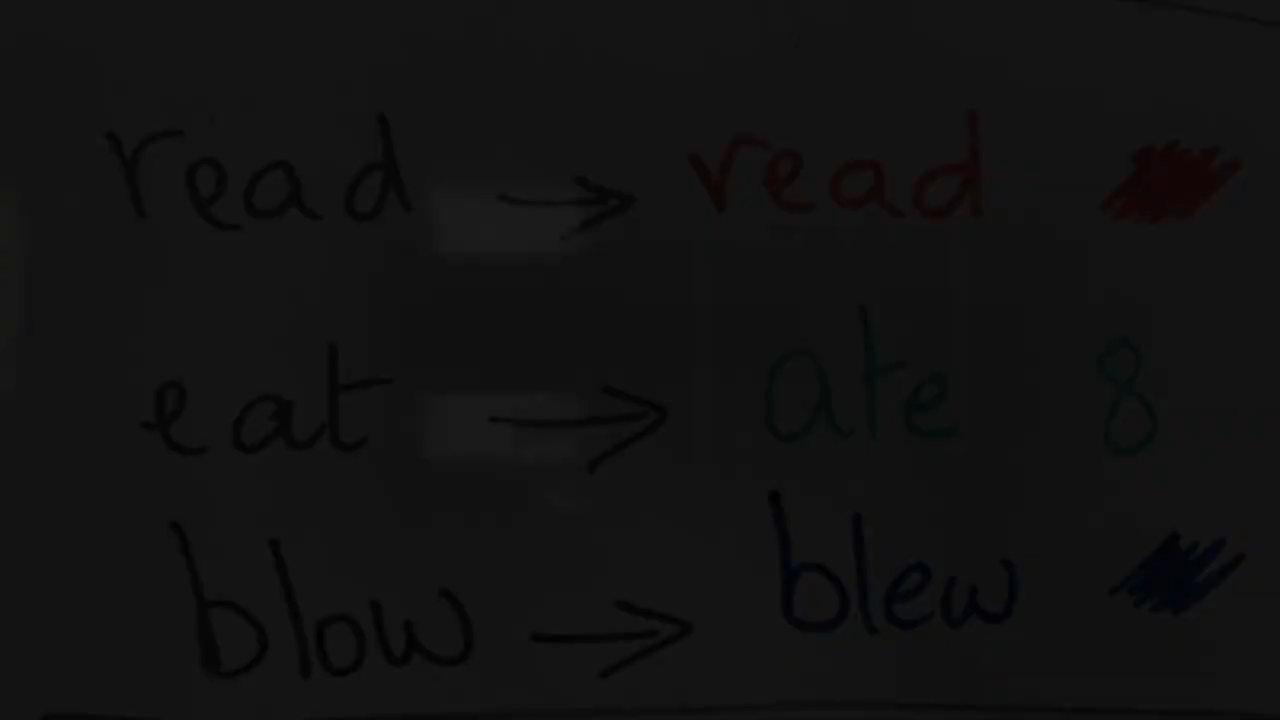 read → read
eat → ate 8
blow → blew